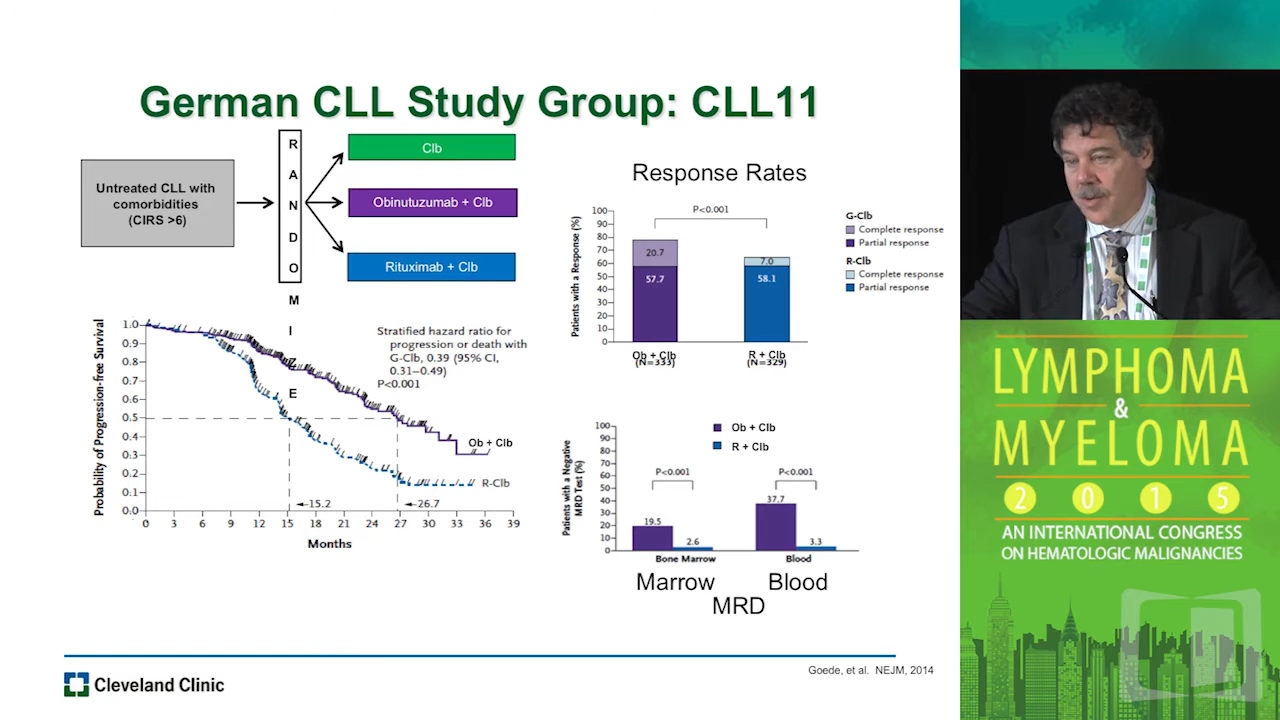 German CLL Study Group: CLL11
Untreated CLL with
comorbidities
(CIRS >6)
R
A
N
D
O
M
I
Z
E
Clb
Obinutuzumab + Clb
Rituximab + Clb
Probability of Progression-free Survival
1.0
0.9
0.8
0.7
0.6
0.5
0.4
0.3
0.2
0.1
0.0
0 3 6 9 12 15 18 21 24 27 30 33 36 39
Months
Stratified hazard ratio for
progression or death with
G-Clb, 0.39 (95% CI,
0.31–0.49)
P<0.001
Ob + Clb
R-Clb
15.2
26.7
Response Rates
Patients with a Response (%)
100
90
80
70
60
50
40
30
20
10
0
P<0.001
20.7
57.7
7.0
58.1
Ob + Clb
(N=333)
R + Clb
(N=329)
G-Clb
Complete response
Partial response
R-Clb
Complete response
Partial response
Patients with a Negative
MRD Test (%)
100
90
80
70
60
50
40
30
20
10
0
Ob + Clb
R + Clb
P<0.001
P<0.001
19.5
2.6
37.7
3.3
Bone Marrow
Blood
Marrow
Blood
MRD
Goede, et al. NEJM, 2014
Cleveland Clinic
LYMPHOMA
&
MYELOMA
2 0 1 5
AN INTERNATIONAL CONGRESS
ON HEMATOLOGIC MALIGNANCIES